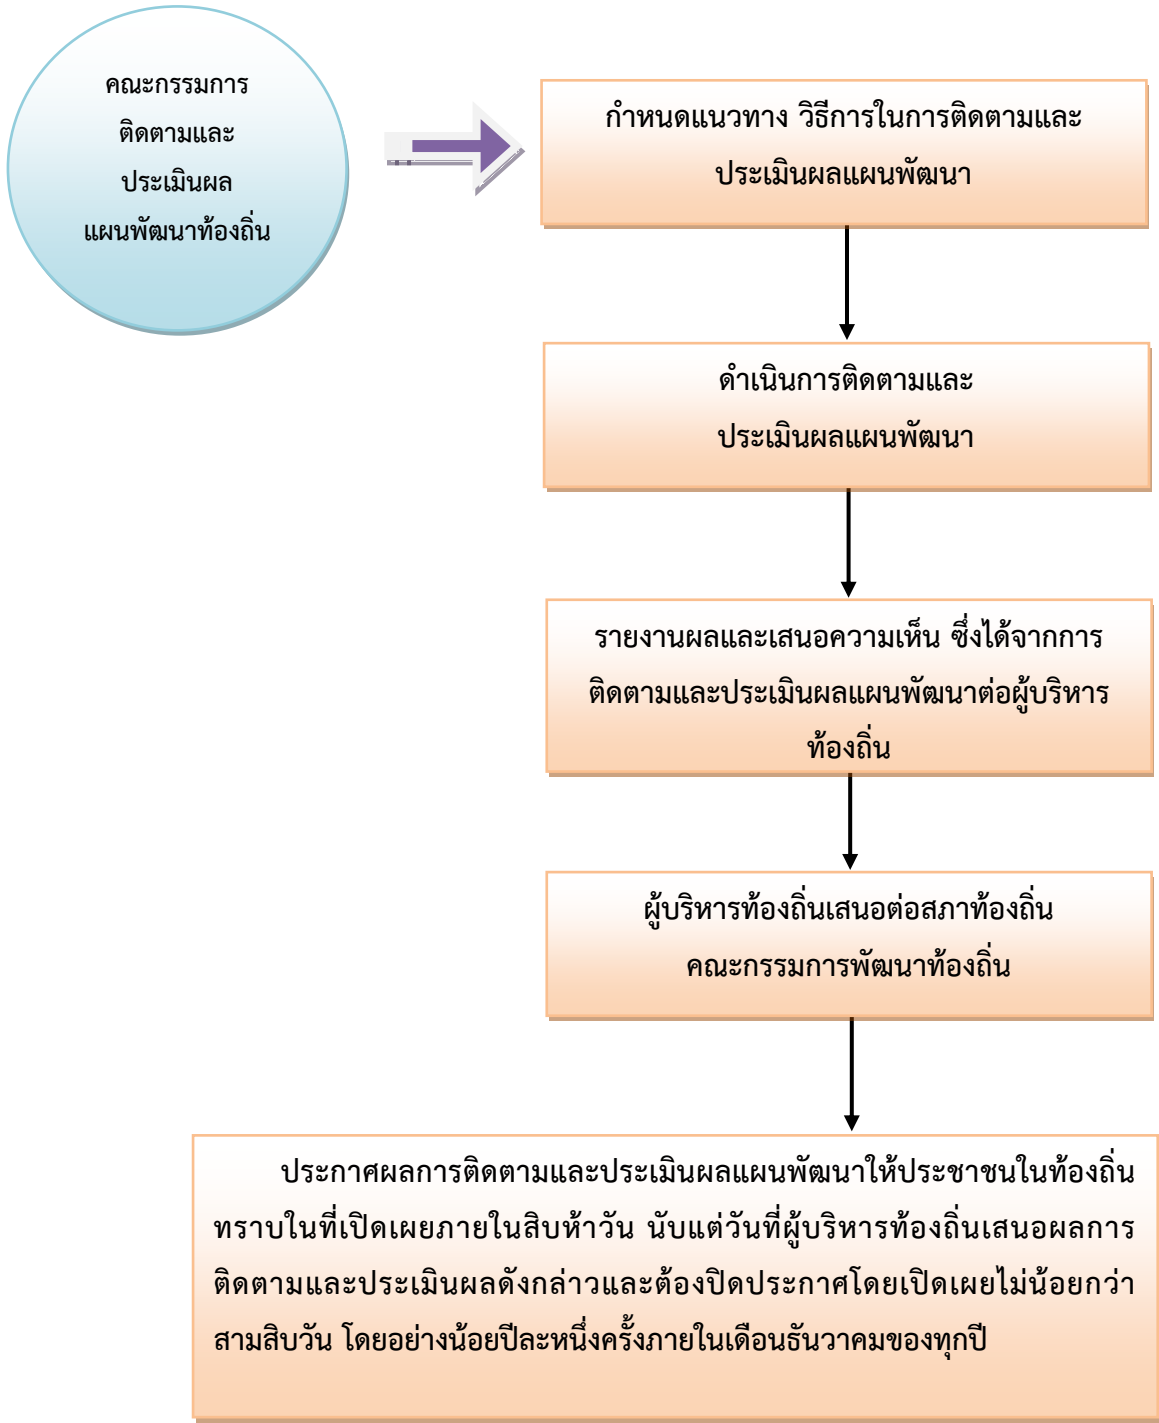 คณะกรรมการ
ติดตามและ
ประเมินผล
แผนพัฒนาท้องถิ่น
กำหนดแนวทาง วิธีการในการติดตามและ
ประเมินผลแผนพัฒนา
ดำเนินการติดตามและ
ประเมินผลแผนพัฒนา
รายงานผลและเสนอความเห็น ซึ่งได้จากการ
ติดตามและประเมินผลแผนพัฒนาต่อผู้บริหาร
ท้องถิ่น
ผู้บริหารท้องถิ่นเสนอต่อสภาท้องถิ่น
คณะกรรมการพัฒนาท้องถิ่น
ประกาศผลการติดตามและประเมินผลแผนพัฒนาให้ประชาชนในท้องถิ่น
ทราบในที่เปิดเผยภายในสิบห้าวัน นับแต่วันที่ผู้บริหารท้องถิ่นเสนอผลการ
ติดตามและประเมินผลดังกล่าวและต้องปิดประกาศโดยเปิดเผยไม่น้อยกว่า
สามสิบวัน โดยอย่างน้อยปีละหนึ่งครั้งภายในเดือนธันวาคมของทุกปี